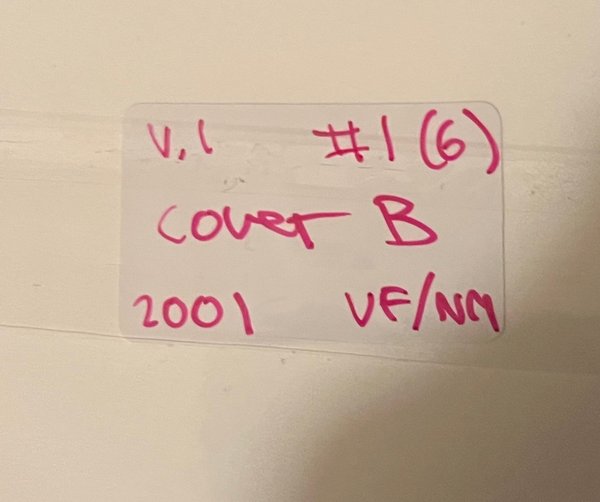 V.1 #1 (6)
Cover B
2001 VF/NM